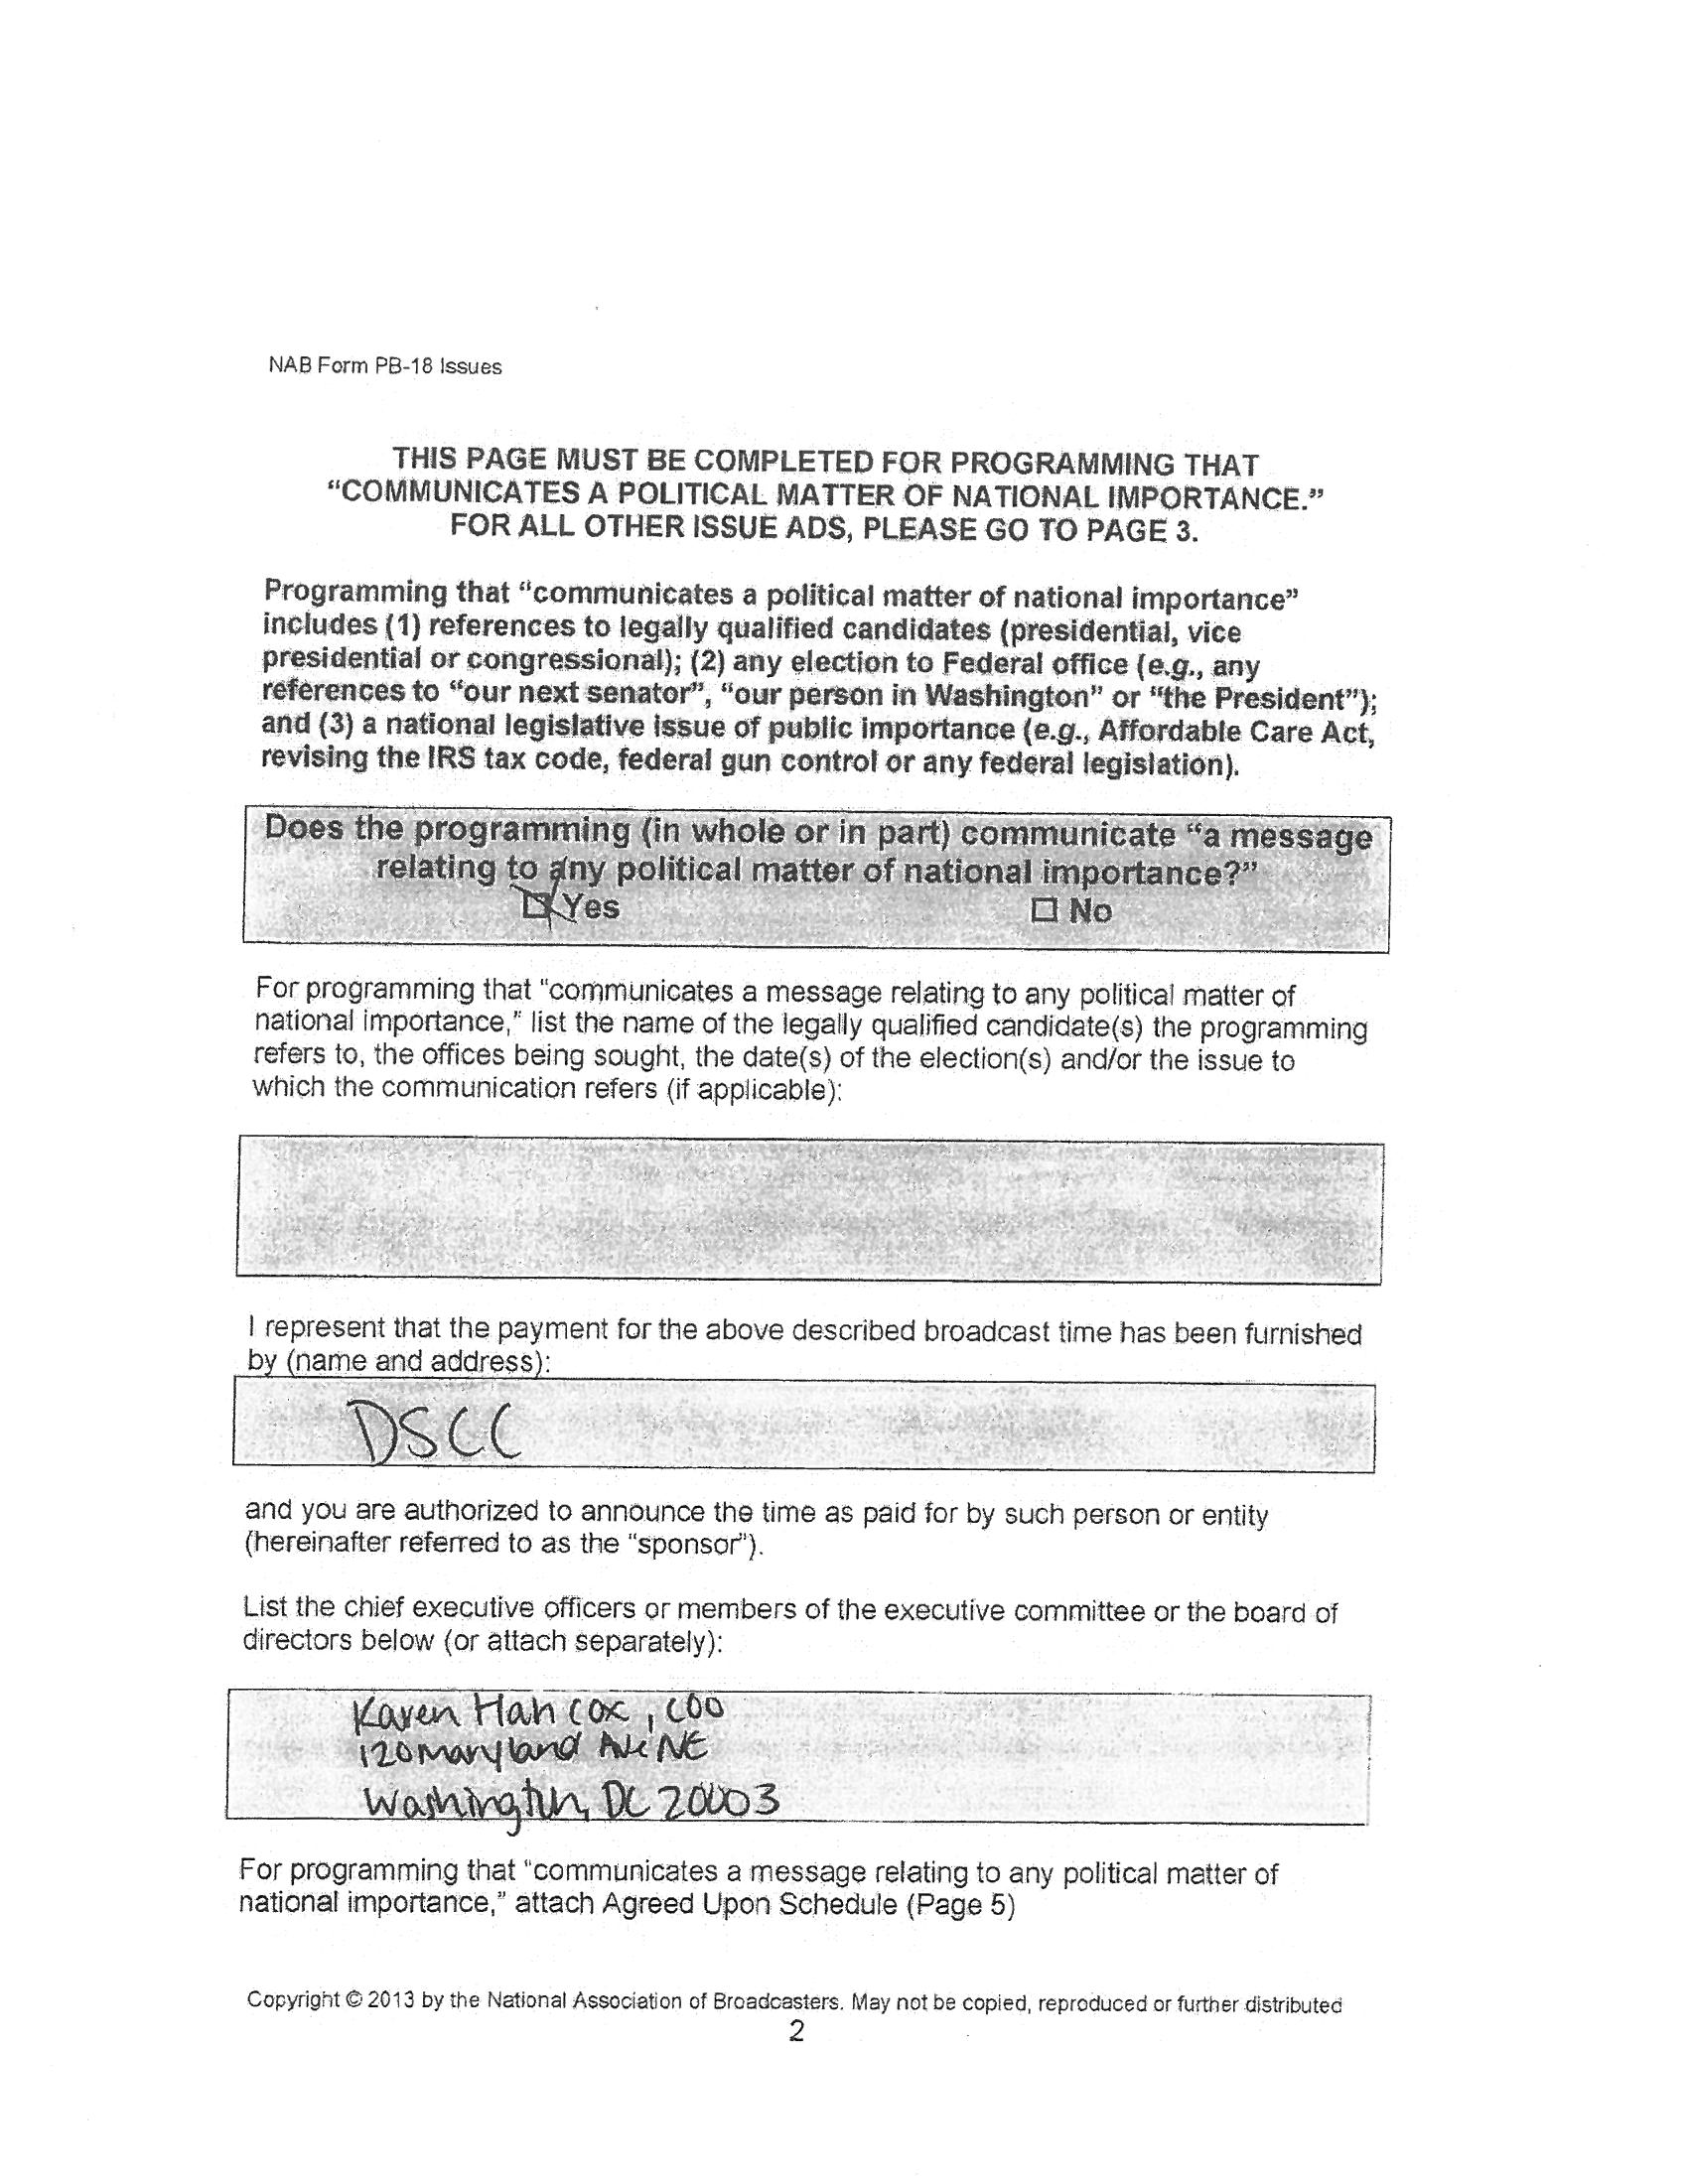 NAB Form PB-18 Issues
THIS PAGE MUST BE COMPLETED FOR PROGRAMMING THAT
“COMMUNICATES A POLITICAL MATTER OF NATIONAL IMPORTANCE.”
FOR ALL OTHER ISSUE ADS, PLEASE GO TO PAGE 3.
Programming that “communicates a political matter of national importance”
includes (1) references to legally qualified candidates (presidential, vice
presidential or congressional); (2) any election to Federal office (e.g., any
references to “our next senator”, “our person in Washington” or “the President”);
and (3) a national legislative issue of public importance (e.g., Affordable Care Act,
revising the IRS tax code, federal gun control or any federal legislation).
Does the programming (in whole or in part) communicate “a message
relating to any political matter of national importance?”
☒ Yes ☐ No
For programming that “communicates a message relating to any political matter of
national importance,” list the name of the legally qualified candidate(s) the programming
refers to, the offices being sought, the date(s) of the election(s) and/or the issue to
which the communication refers (if applicable):
I represent that the payment for the above described broadcast time has been furnished
by (name and address):
DSCC
and you are authorized to announce the time as paid for by such person or entity
(hereinafter referred to as the “sponsor”).
List the chief executive officers or members of the executive committee or the board of
directors below (or attach separately):
Karen Hancox, COO
120 Maryland Ave NE
Washington, DC 20003
For programming that “communicates a message relating to any political matter of
national importance,” attach Agreed Upon Schedule (Page 5)
Copyright © 2013 by the National Association of Broadcasters. May not be copied, reproduced or further distributed
2